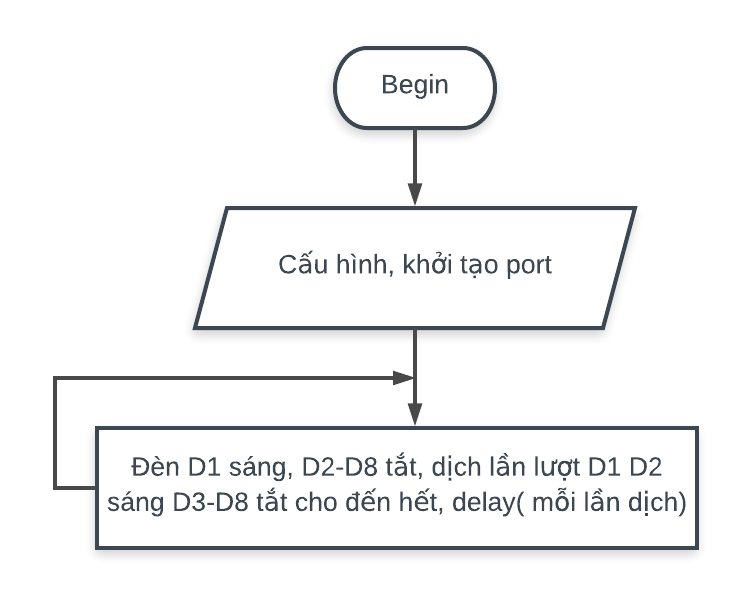 Begin
Cấu hình, khởi tạo port
Đèn D1 sáng, D2-D8 tắt, dịch lần lượt D1 D2
sáng D3-D8 tắt cho đến hết, delay( mỗi lần dịch)